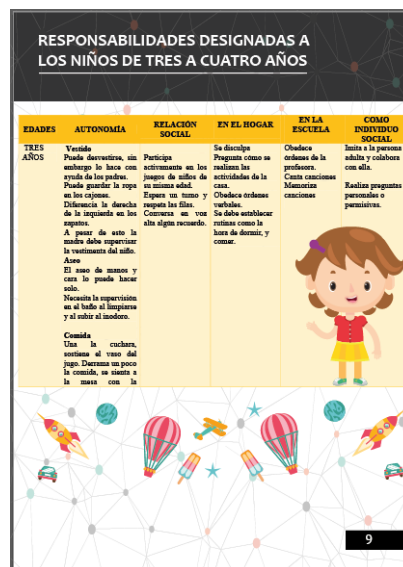 RESPONSABILIDADES DESIGNADAS A
LOS NIÑOS DE TRES A CUATRO AÑOS
EDADES
AUTONOMÍA
RELACIÓN
SOCIAL
EN EL HOGAR
EN LA
ESCUELA
COMO
INDIVIDUO
SOCIAL
TRES
AÑOS
Vestido
Puede desvestirse, sin
embargo lo hace con
ayuda de los padres.
Puede guardar la ropa
en los cajones.
Diferencia la derecha
de la izquierda en los
zapatos.
A pesar de esto la
madre debe supervisar
la vestimenta del niño.
Aseo
El aseo de manos y
cara lo puede hacer
solo.
Necesita la supervisión
en el baño al limpiarse
y al subir al inodoro.
Comida
Una la cuchara,
sostiene el vaso del
jugo. Derrama un poco
la comida, se sienta a
la mesa con la
Participa
activamente en los
juegos de niños de
su misma edad.
Espera un turno y
respeta las filas.
Conversa en voz
alta algún recuerdo.
Se disculpa
Pregunta cómo se
realizan las
actividades de la
casa.
Obedece órdenes
verbales.
Se debe establecer
rutinas como la
hora de dormir, y
comer.
Obedece
órdenes de la
profesora.
Canta canciones
Memoriza
canciones
Imita a la persona
adulta y colabora
con ella.
Realiza preguntas
personales o
permisivas.
9